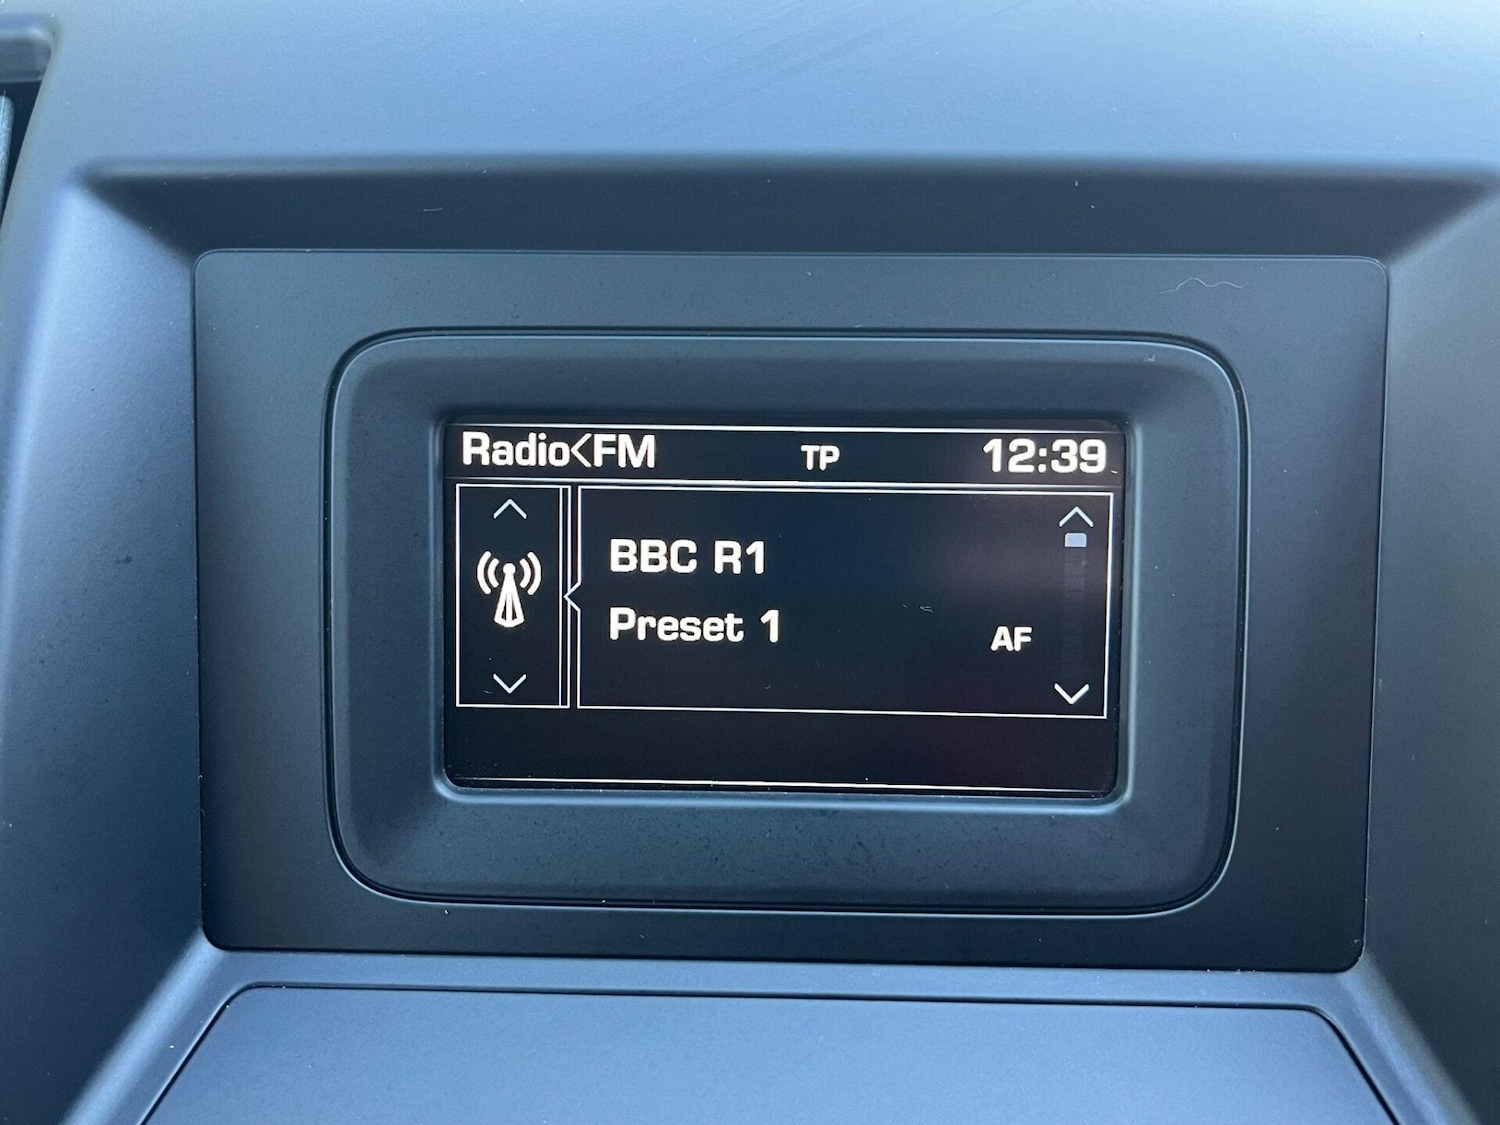 Radio<FM TP 12:39
BBC R1
Preset 1
AF